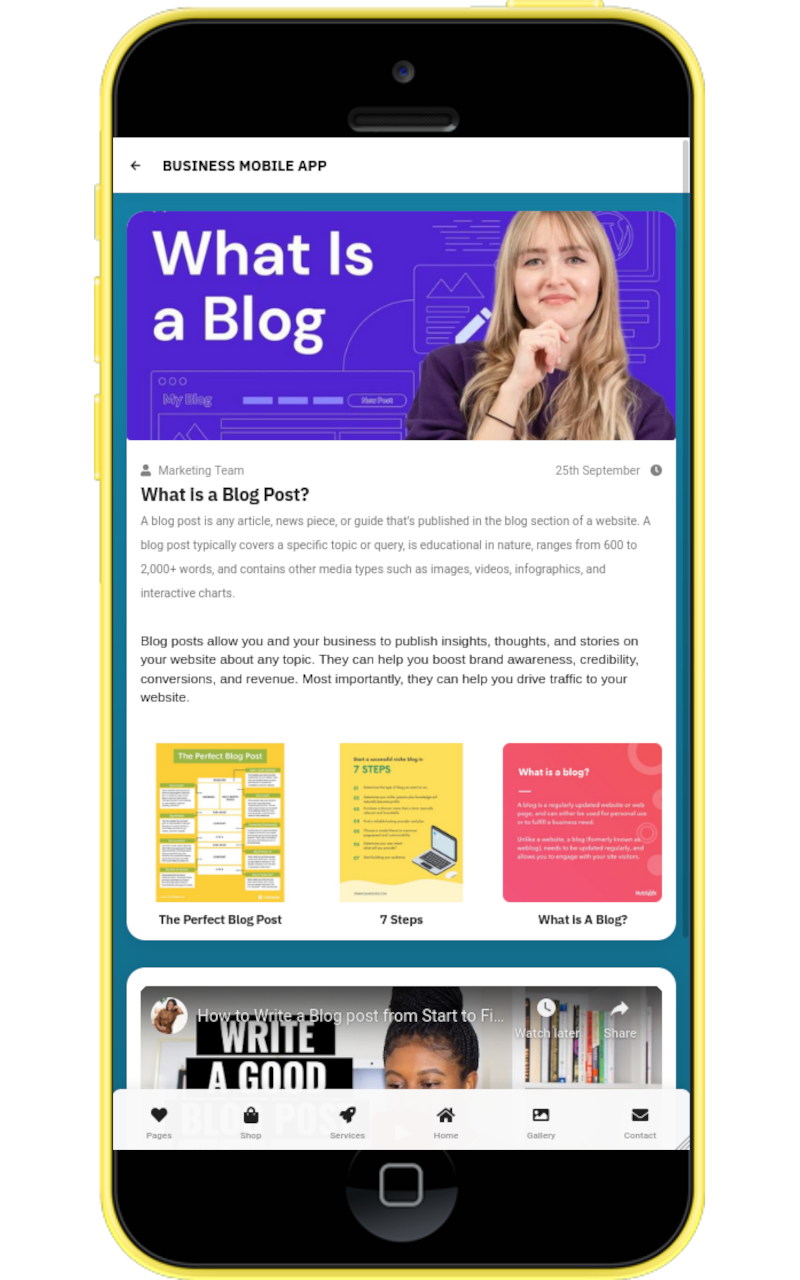 BUSINESS MOBILE APP
What Is
a Blog
My Blog
New Post
Marketing Team
25th September
What is a Blog Post?
A blog post is any article, news piece, or guide that's published in the blog section of a website. A
blog post typically covers a specific topic or query, is educational in nature, ranges from 600 to
2,000+ words, and contains other media types such as images, videos, infographics, and
interactive charts.
Blog posts allow you and your business to publish insights, thoughts, and stories on
your website about any topic. They can help you boost brand awareness, credibility,
conversions, and revenue. Most importantly, they can help you drive traffic to your
website.
The Perfect Blog Post
Start a successful niche blog in
7 STEPS
What is a blog?
A blog is a regularly updated website or web
page, and can either be used for personal use
or to fulfill a business need.
Unlike a website, a blog (formerly known as
weblog), needs to be updated regularly, and
allows you to engage with your site visitors.
HubSpot
The Perfect Blog Post
7 Steps
What Is A Blog?
How to Write a Blog post from Start to Fi...
Watch later
Share
WRITE
A GOOD
BLOG POST
Pages
Shop
Services
Home
Gallery
Contact